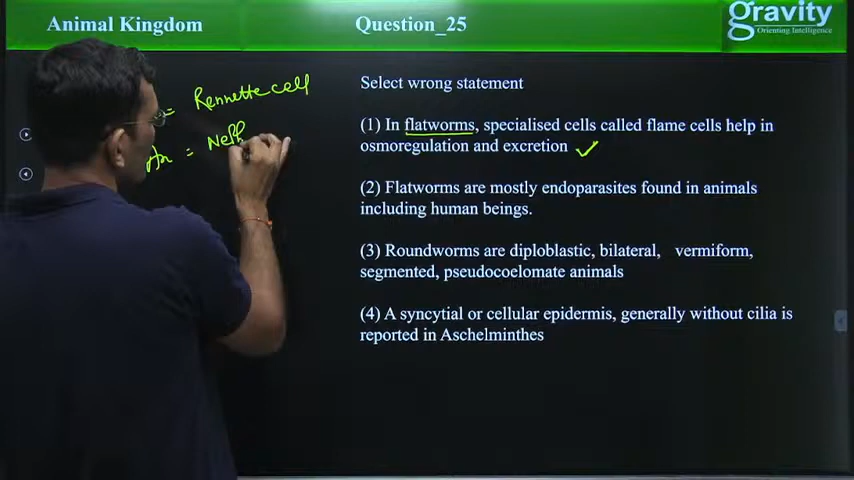 Animal Kingdom
Question_25
gravity
Orienting Intelligence
= Rennette cell
An = Neph
Select wrong statement
(1) In flatworms, specialised cells called flame cells help in
osmoregulation and excretion
(2) Flatworms are mostly endoparasites found in animals
including human beings.
(3) Roundworms are diploblastic, bilateral, vermiform,
segmented, pseudocoelomate animals
(4) A syncytial or cellular epidermis, generally without cilia is
reported in Aschelminthes